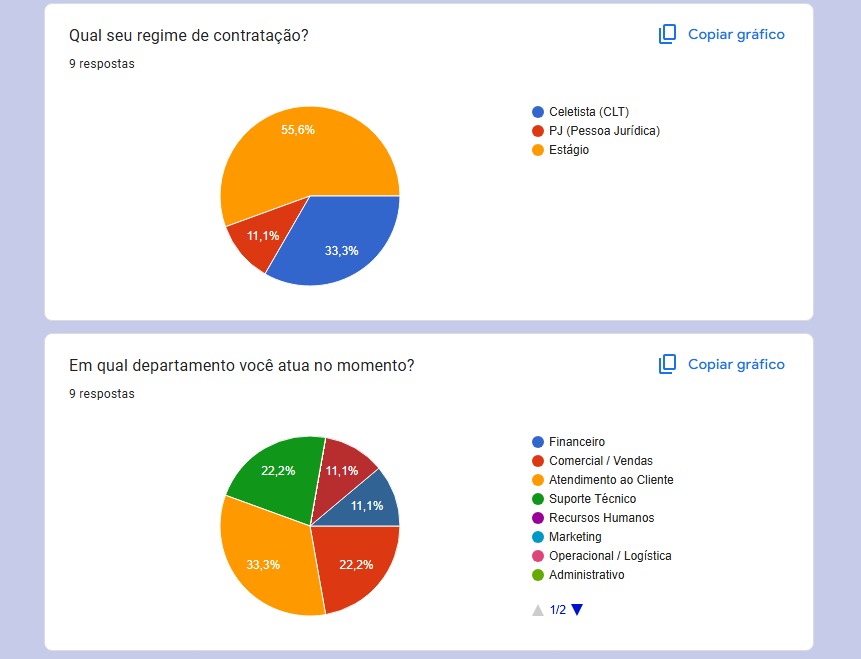 Qual seu regime de contratação?
Copiar gráfico
9 respostas
55,6%
11,1%
33,3%
Celetista (CLT)
PJ (Pessoa Jurídica)
Estágio
Em qual departamento você atua no momento?
Copiar gráfico
9 respostas
22,2%
11,1%
11,1%
33,3%
22,2%
Financeiro
Comercial / Vendas
Atendimento ao Cliente
Suporte Técnico
Recursos Humanos
Marketing
Operacional / Logística
Administrativo
1/2